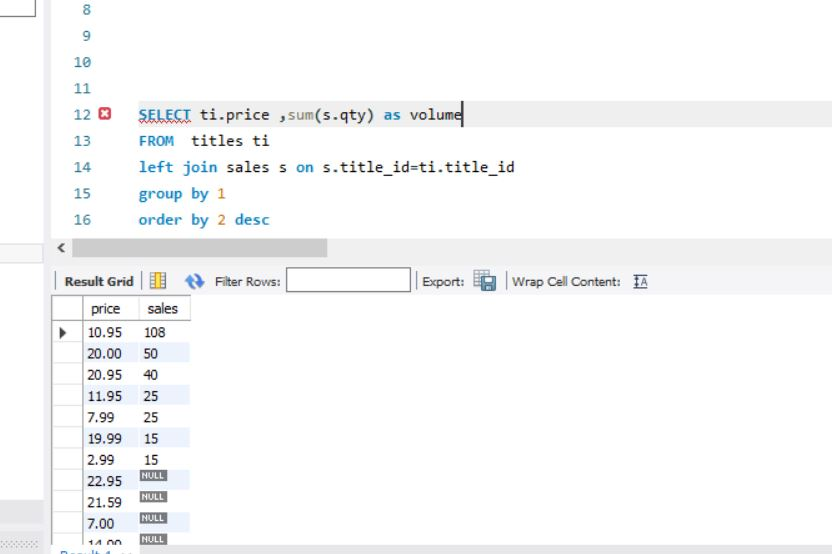 8
9
10
11
12 SELECT ti.price ,sum(s.qty) as volume
13 FROM titles ti
14 left join sales s on s.title_id=ti.title_id
15 group by 1
16 order by 2 desc
Result Grid Filter Rows: Export: Wrap Cell Content:
price sales
10.95 108
20.00 50
20.95 40
11.95 25
7.99 25
19.99 15
2.99 15
22.95 NULL
21.59 NULL
7.00 NULL
NULL